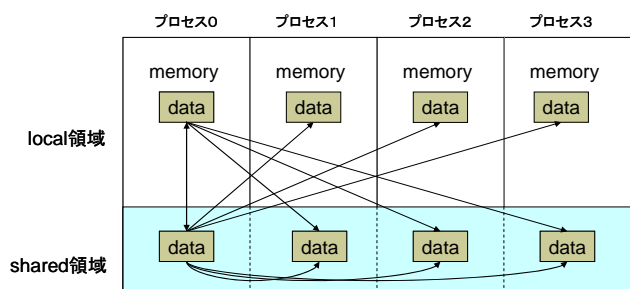 プロセス0 プロセス1 プロセス2 プロセス3
memory memory memory memory
data data data data
local領域
data data data data
shared領域